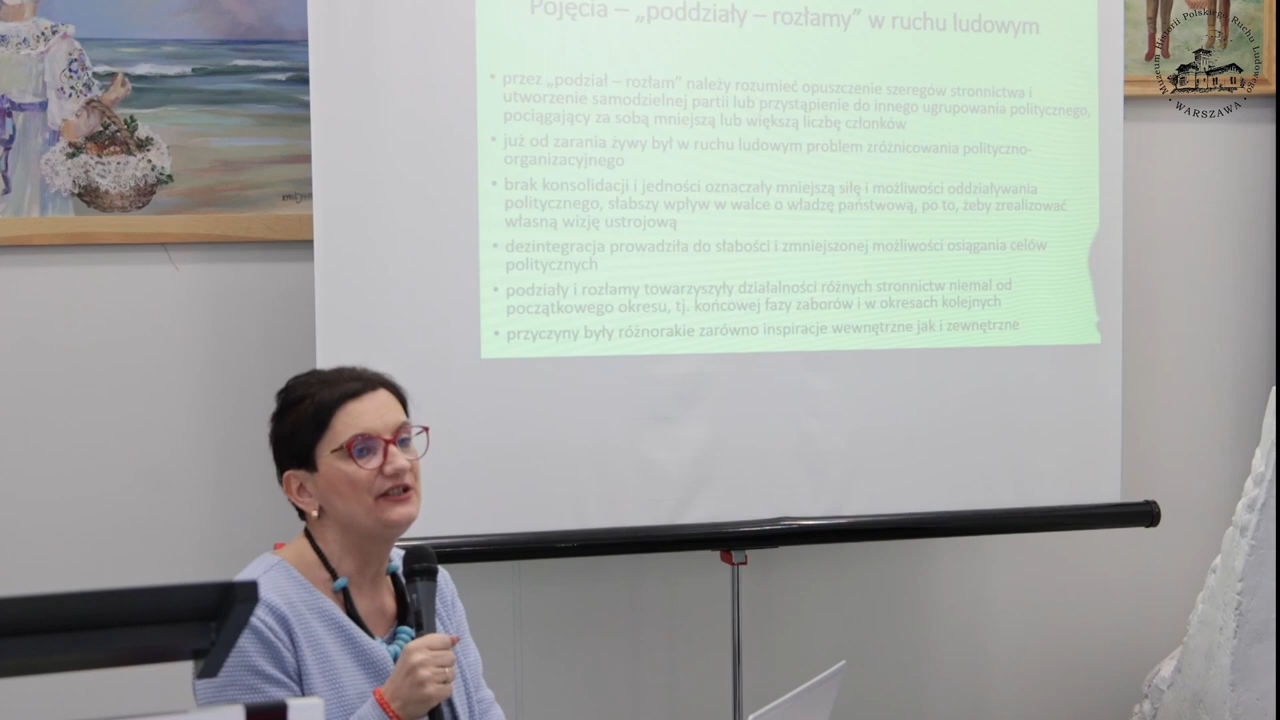 Pojęcia – „poddziały – rozłamy” w ruchu ludowym
• przez „podział – rozłam” należy rozumieć opuszczenie szeregów stronnictwa i
utworzenie samodzielnej partii lub przystąpienie do innego ugrupowania politycznego,
pociągający za sobą mniejszą lub większą liczbę członków
• już od zarania żywy był w ruchu ludowym problem zróżnicowania polityczno-
organizacyjnego
• brak konsolidacji i jedności oznaczały mniejszą siłę i możliwości oddziaływania
politycznego, słabszy wpływ w walce o władzę państwową, po to, żeby zrealizować
własną wizję ustrojową
• dezintegracja prowadziła do słabości i zmniejszonej możliwości osiągania celów
politycznych
• podziały i rozłamy towarzyszyły działalności różnych stronnictw niemal od
początkowego okresu, tj. końcowej fazy zaborów i w okresach kolejnych
• przyczyny były różnorakie zarówno inspiracje wewnętrzne jak i zewnętrzne
Muzeum Historii Polskiego Ruchu Ludowego
• WARSZAWA •